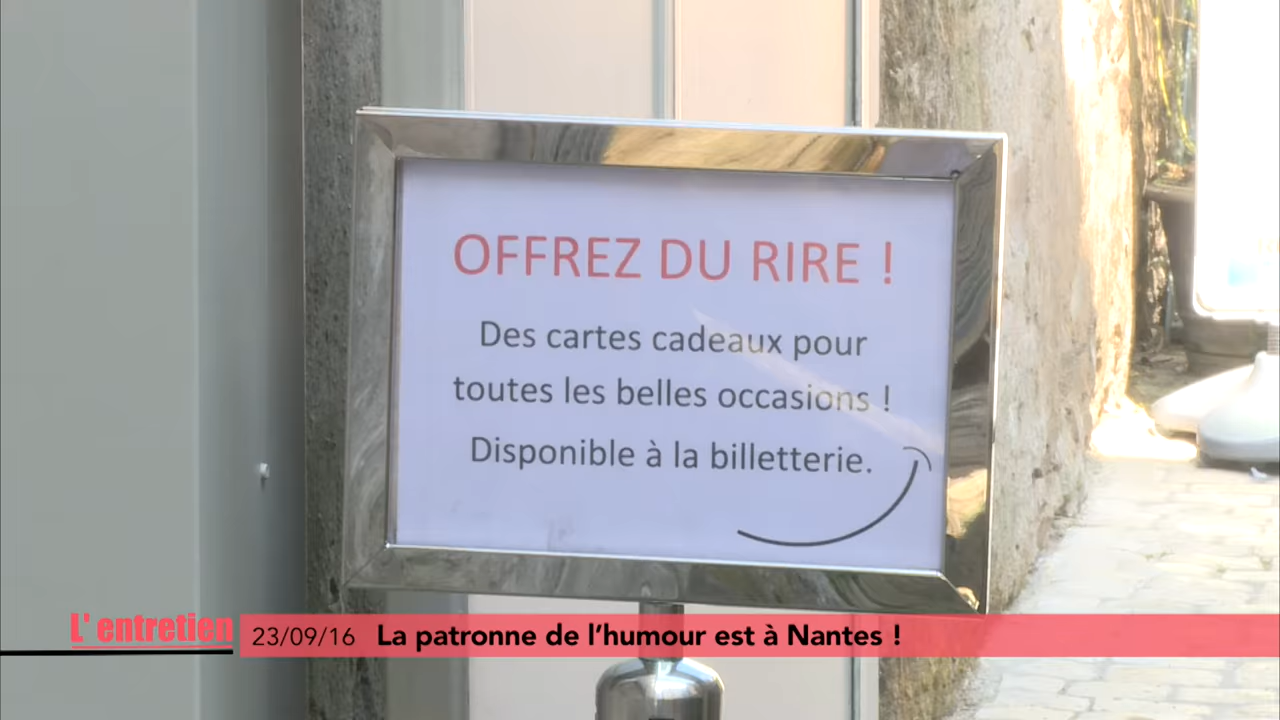 OFFREZ DU RIRE !
Des cartes cadeaux pour
toutes les belles occasions !
Disponible à la billetterie.
L' entretien
23/09/16 La patronne de l'humour est à Nantes !